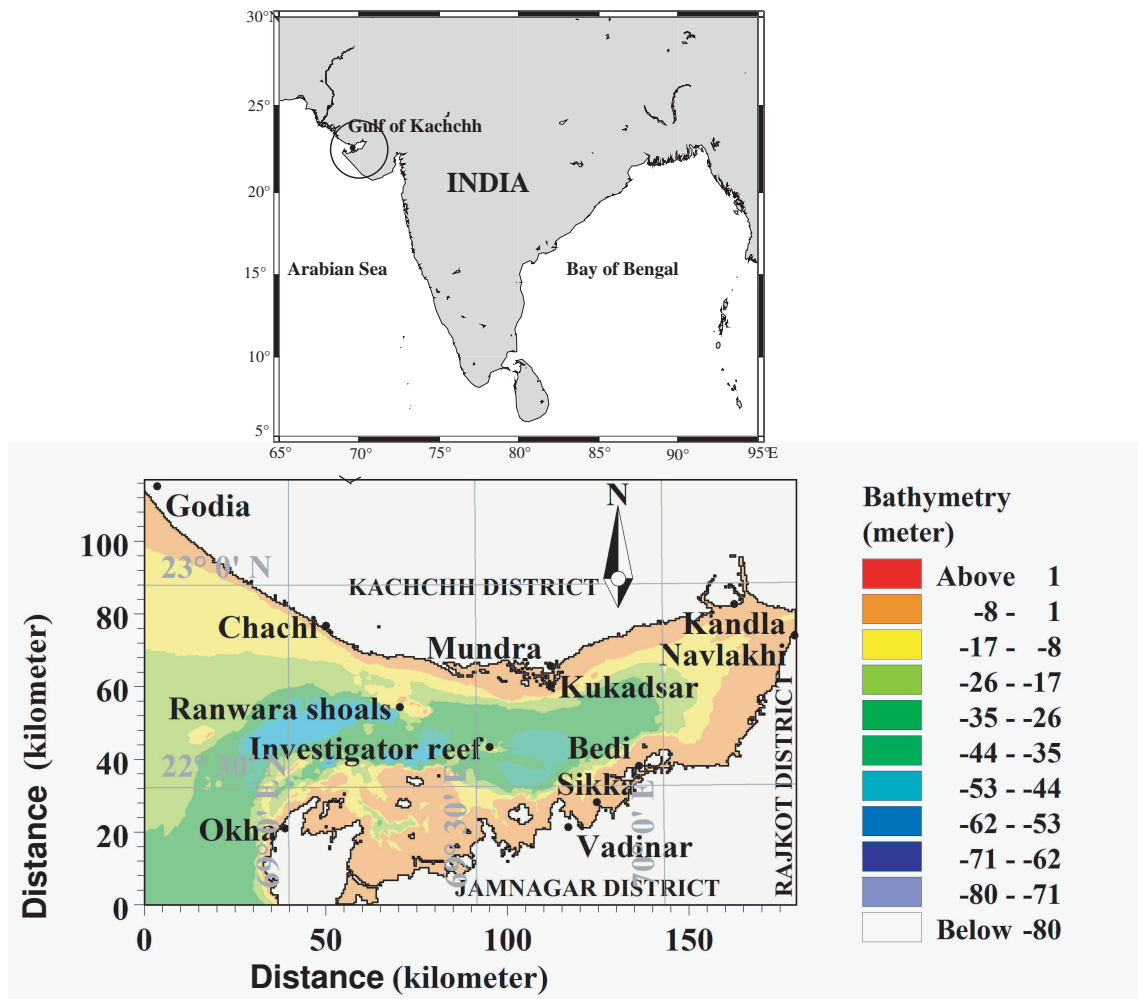 30°N
25°
Gulf of Kachchh
INDIA
20°
Arabian Sea
Bay of Bengal
15°
10°
5°
65°
70°
75°
80°
85°
90°
95°E
Godia
N
100
23° 0' N
KACHCHH DISTRICT
80
Chachi
Kandla
Mundra
Navlakhi
60
Kukadsar
Ranwara shoals
Investigator reef
Bedi
40
22° 30' N
Sikka
20
Okha
Vadinar
69° 0' E
69° 30' E
70° 0' E
JAMNAGAR DISTRICT
RAJKOT DISTRICT
0
0
50
100
150
Distance (kilometer)
Distance (kilometer)
Bathymetry
(meter)
Above 1
-8 - 1
-17 - -8
-26 - -17
-35 - -26
-44 - -35
-53 - -44
-62 - -53
-71 - -62
-80 - -71
Below -80